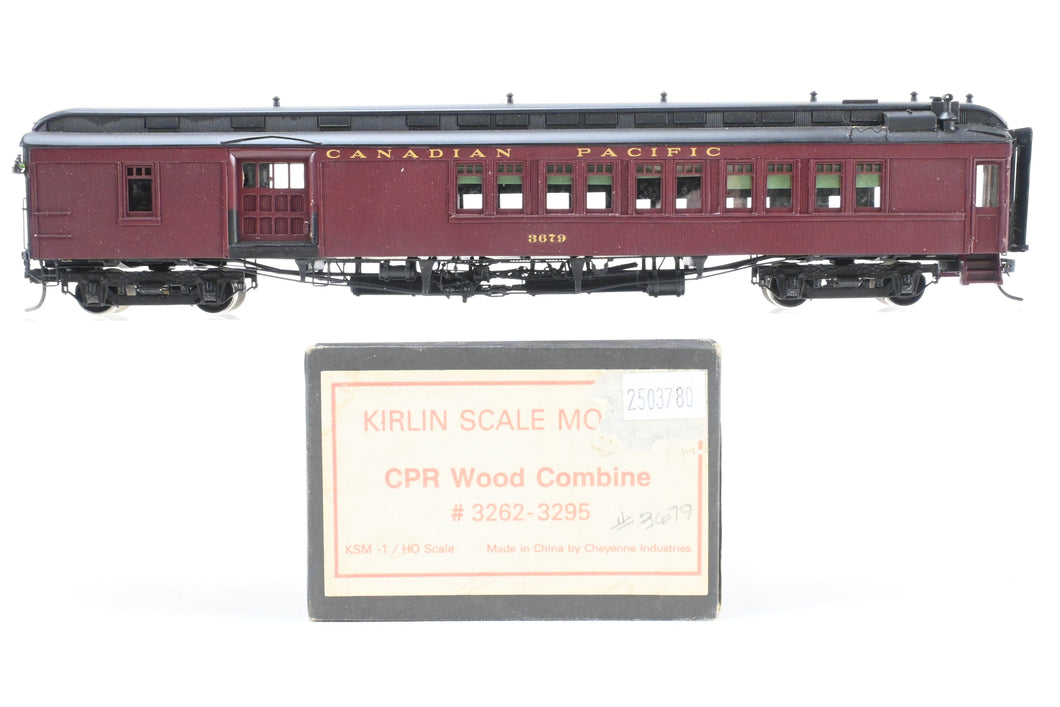 CANADIAN PACIFIC
3679
2503780
KIRLIN SCALE MO
CPR Wood Combine
# 3262-3295
# 3679
KSM -1 / HO Scale Made in China by Cheyenne Industries